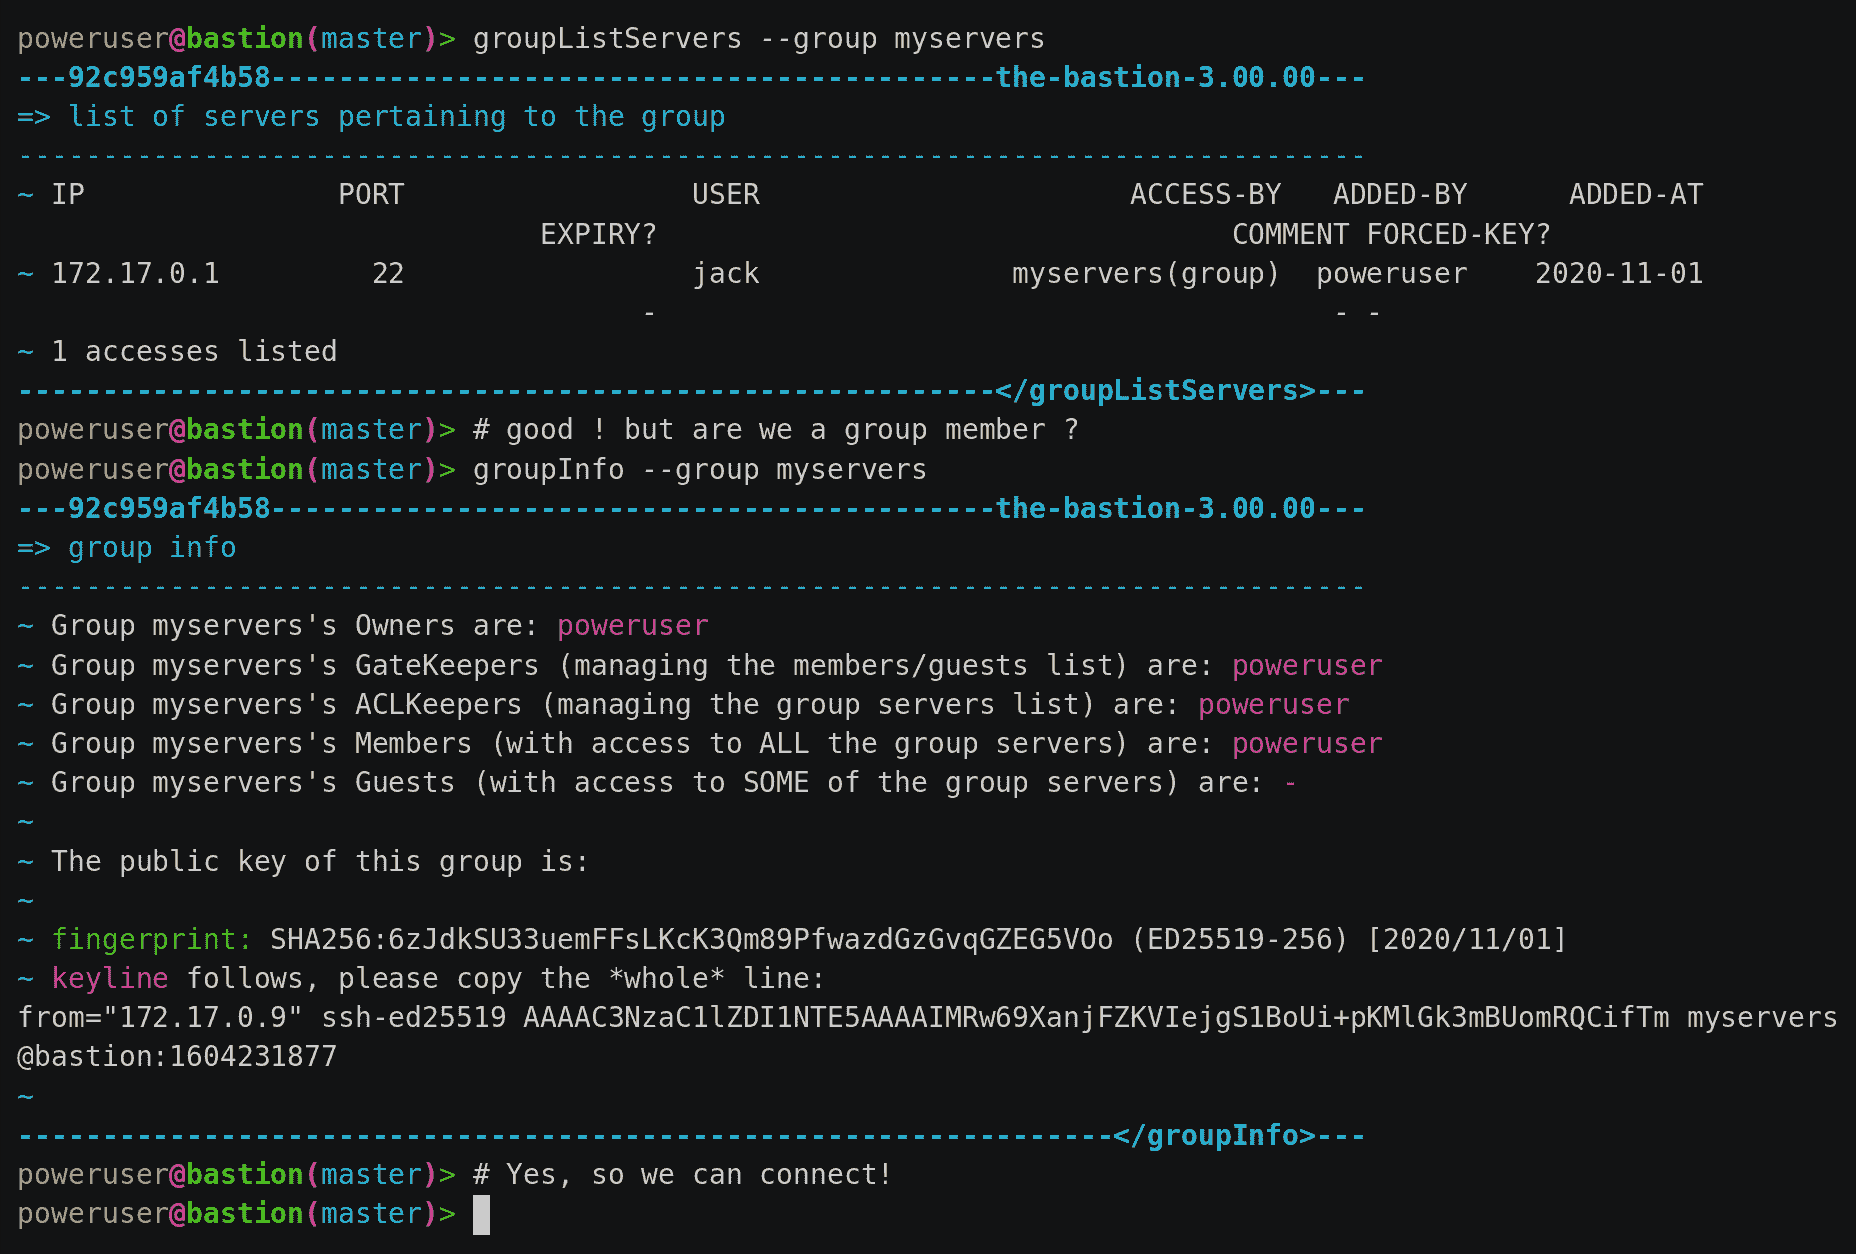 poweruser@bastion(master)> groupListServers --group myservers
---92c959af4b58-------------------------------------------the-bastion-3.00.00---
=> list of servers pertaining to the group
--------------------------------------------------------------------------------
~ IP               PORT                 USER                      ACCESS-BY   ADDED-BY      ADDED-AT
                               EXPIRY?                                  COMMENT FORCED-KEY?
~ 172.17.0.1         22                 jack               myservers(group)  poweruser    2020-11-01
                                     -                                        - -
~ 1 accesses listed
----------------------------------------------------------</groupListServers>---
poweruser@bastion(master)> # good ! but are we a group member ?
poweruser@bastion(master)> groupInfo --group myservers
---92c959af4b58-------------------------------------------the-bastion-3.00.00---
=> group info
--------------------------------------------------------------------------------
~ Group myservers's Owners are: poweruser
~ Group myservers's GateKeepers (managing the members/guests list) are: poweruser
~ Group myservers's ACLKeepers (managing the group servers list) are: poweruser
~ Group myservers's Members (with access to ALL the group servers) are: poweruser
~ Group myservers's Guests (with access to SOME of the group servers) are: -
~
~ The public key of this group is:
~
~ fingerprint: SHA256:6zJdkSU33uemFFsLKcK3Qm89PfwazdGzGvqGZEG5VOo (ED25519-256) [2020/11/01]
~ keyline follows, please copy the *whole* line:
from="172.17.0.9" ssh-ed25519 AAAAC3NzaC1lZDI1NTE5AAAAIMRw69XanjFZKVIejgS1BoUi+pKMlGk3mBUomRQCifTm myservers
@bastion:1604231877
~
-----------------------------------------------------------------</groupInfo>---
poweruser@bastion(master)> # Yes, so we can connect!
poweruser@bastion(master)>